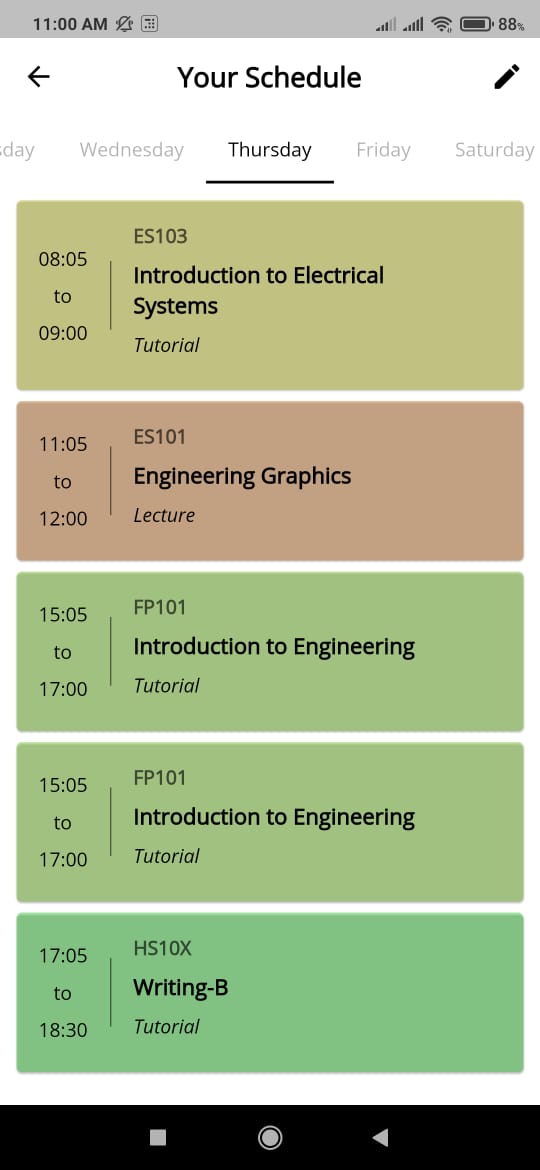 11:00 AM 88%
Your Schedule
sday Wednesday Thursday Friday Saturday
08:05
to
09:00
ES103
Introduction to Electrical
Systems
Tutorial
11:05
to
12:00
ES101
Engineering Graphics
Lecture
15:05
to
17:00
FP101
Introduction to Engineering
Tutorial
15:05
to
17:00
FP101
Introduction to Engineering
Tutorial
17:05
to
18:30
HS10X
Writing-B
Tutorial